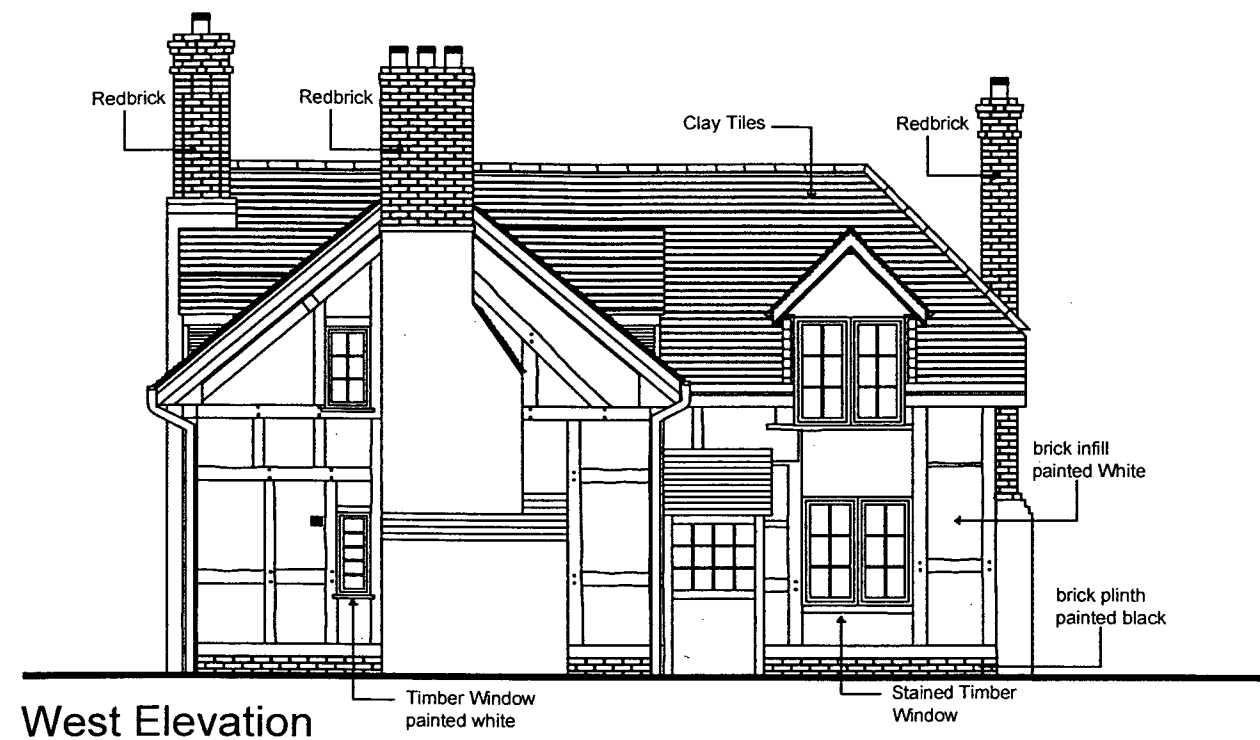 Redbrick
Redbrick
Clay Tiles
Redbrick
brick infill
painted White
brick plinth
painted black
Timber Window
painted white
Stained Timber
Window
West Elevation